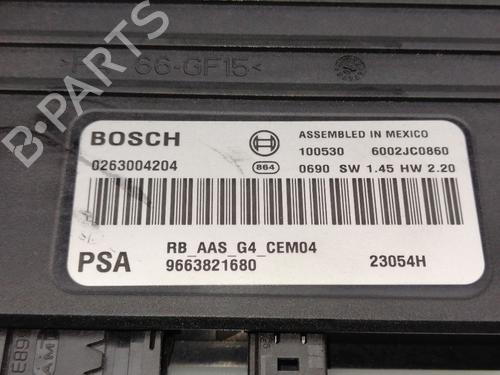 66-GF15<
BOSCH
ASSEMBLED IN MEXICO
100530 6002JC0860
0263004204
864
0690 SW 1.45 HW 2.20
RB_AAS_G4_CEM04
PSA
9663821680
23054H
B-PARTS